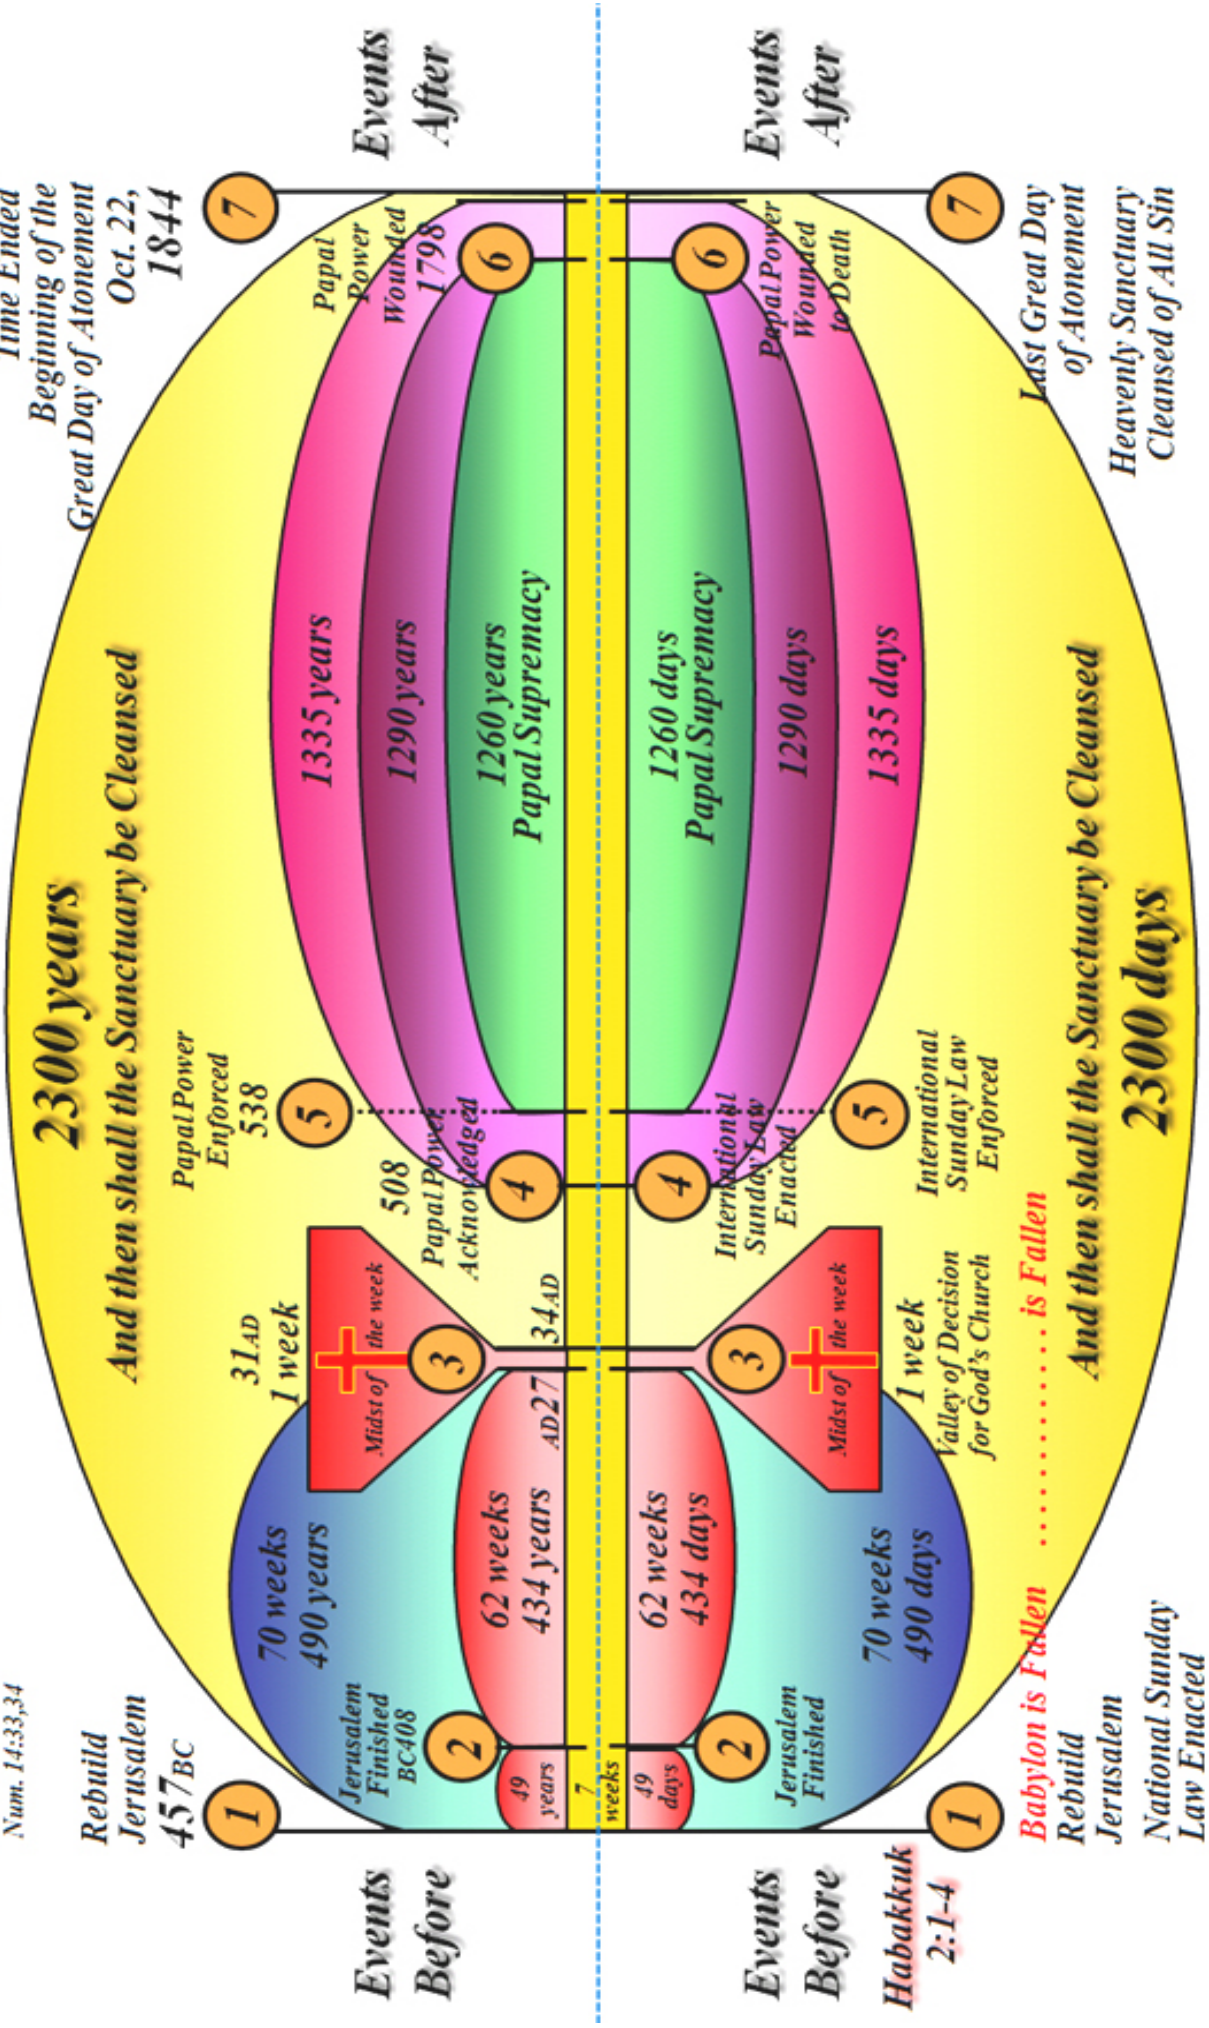 Num. 14:33,34
Rebuild
Jerusalem
457 BC
1
Time Ended
Beginning of the
Great Day of Atonement
Oct. 22,
1844
7
2300 years
And then shall the Sanctuary be Cleansed
Events
Before
70 weeks
490 years
Jerusalem
Finished
BC408
2
49
years
62 weeks
434 years
31AD
1 week
Midst of the week
3
AD27
34AD
508
Papal Power
Acknowledged
4
Papal Power
Enforced
538
5
1335 years
1290 years
1260 years
Papal Supremacy
Papal
Power
Wounded
1798
6
Events
After
7
weeks
49
days
2
Jerusalem
Finished
62 weeks
434 days
70 weeks
490 days
3
Midst of the week
1 week
Valley of Decision
for God's Church
4
International
Sunday Law
Enacted
5
International
Sunday Law
Enforced
1260 days
Papal Supremacy
1290 days
1335 days
6
Papal Power
Wounded
to Death
Events
After
Events
Before
Habakkuk
2:1-4
1
Babylon is Fallen ............. is Fallen
Rebuild
Jerusalem
National Sunday
Law Enacted
And then shall the Sanctuary be Cleansed
2300 days
7
Last Great Day
of Atonement
Heavenly Sanctuary
Cleansed of All Sin